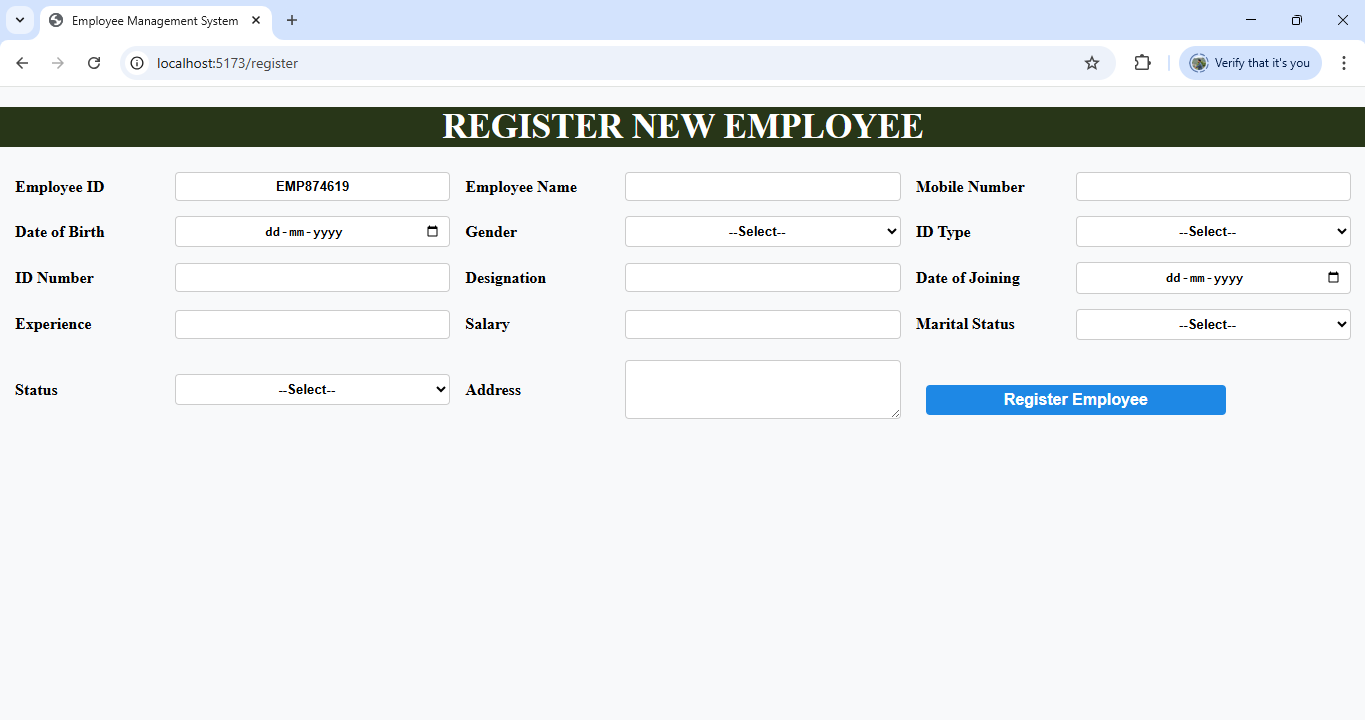 Employee Management System
localhost:5173/register
Verify that it's you
REGISTER NEW EMPLOYEE
Employee ID EMP874619 Employee Name Mobile Number
Date of Birth dd-mm-yyyy Gender --Select-- ID Type --Select--
ID Number Designation Date of Joining dd-mm-yyyy
Experience Salary Marital Status --Select--
Status --Select-- Address Register Employee